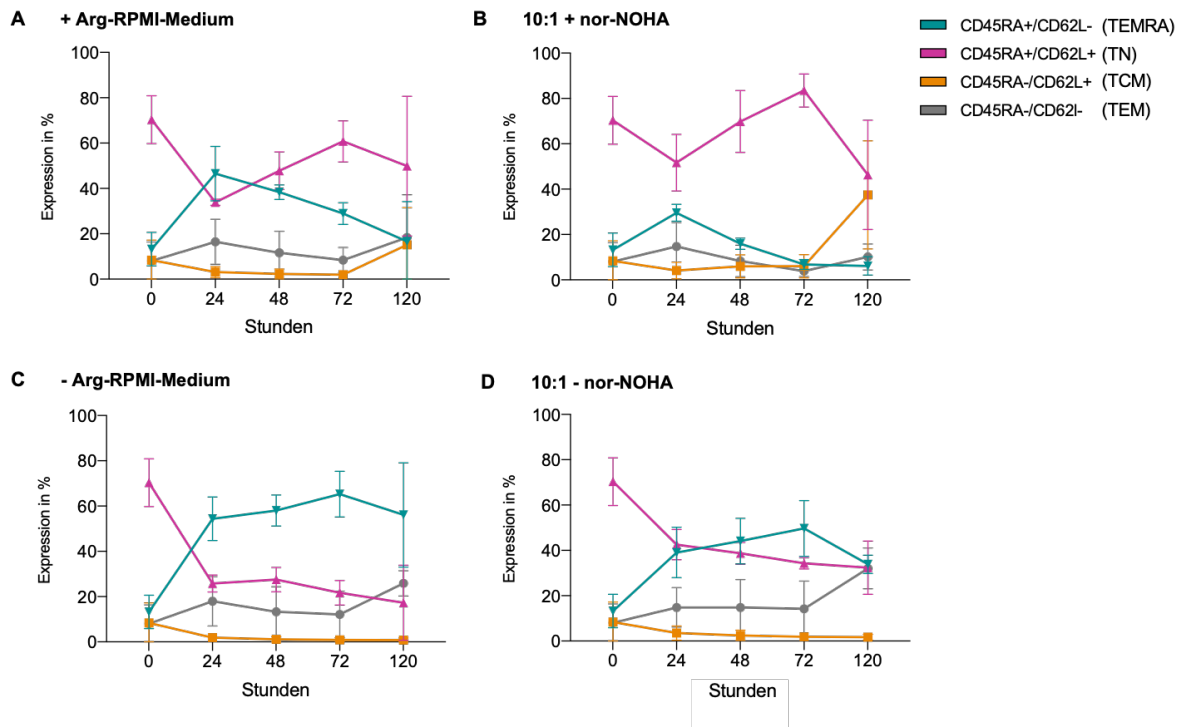 A + Arg-RPMI-Medium
100
80
60
40
20
0
Expression in %
0 24 48 72 120
Stunden
B 10:1 + nor-NOHA
100
80
60
40
20
0
Expression in %
0 24 48 72 120
Stunden
CD45RA+/CD62L- (TEMRA)
CD45RA+/CD62L+ (TN)
CD45RA-/CD62L+ (TCM)
CD45RA-/CD62l- (TEM)
C - Arg-RPMI-Medium
100
80
60
40
20
0
Expression in %
0 24 48 72 120
Stunden
D 10:1 - nor-NOHA
100
80
60
40
20
0
Expression in %
0 24 48 72 120
Stunden